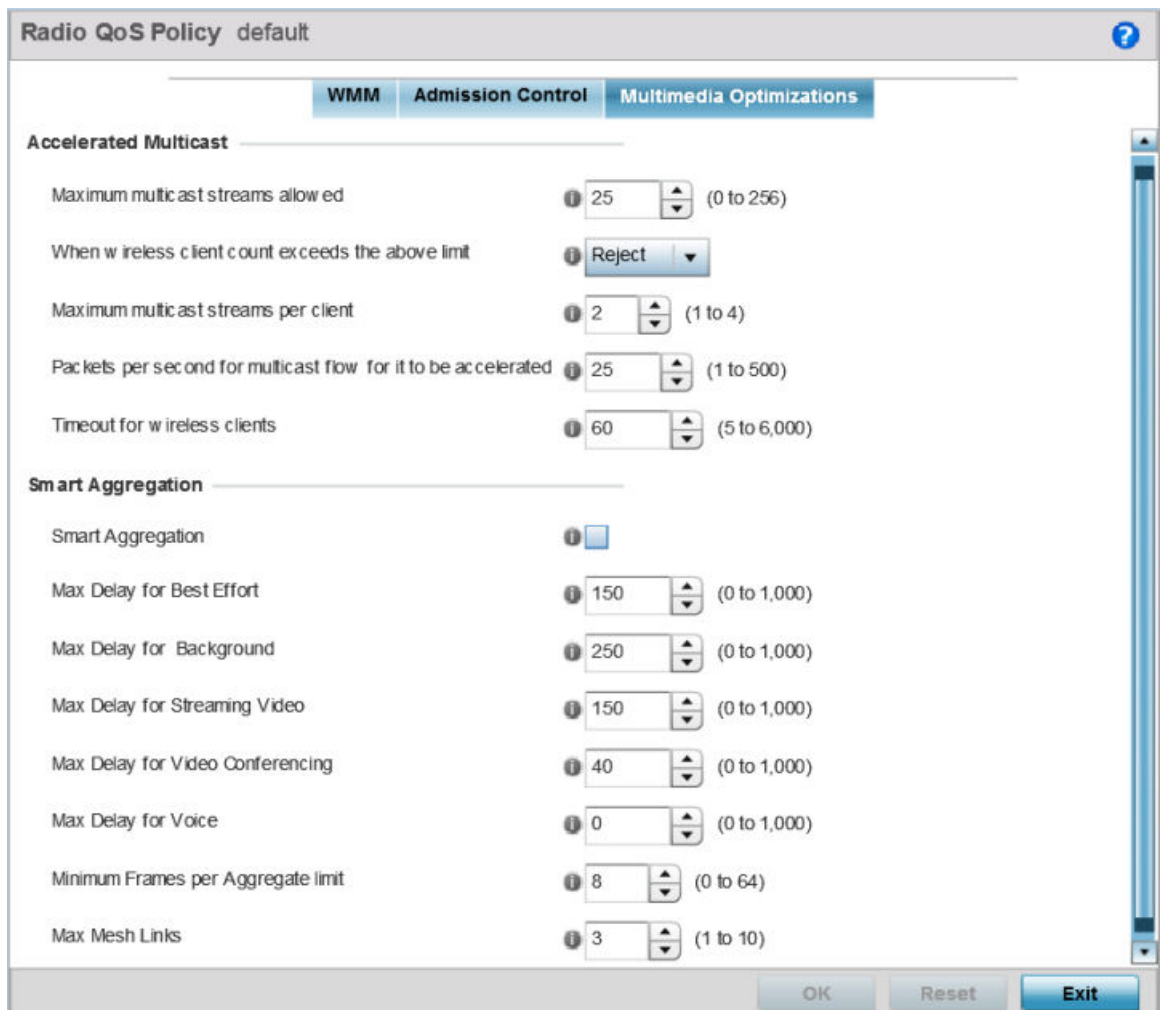 Radio QoS Policy default
WMM Admission Control Multimedia Optimizations
Accelerated Multicast
Maximum multicast streams allowed 25 (0 to 256)
When wireless client count exceeds the above limit Reject
Maximum multicast streams per client 2 (1 to 4)
Packets per second for multicast flow for it to be accelerated 25 (1 to 500)
Timeout for wireless clients 60 (5 to 6,000)
Smart Aggregation
Smart Aggregation
Max Delay for Best Effort 150 (0 to 1,000)
Max Delay for Background 250 (0 to 1,000)
Max Delay for Streaming Video 150 (0 to 1,000)
Max Delay for Video Conferencing 40 (0 to 1,000)
Max Delay for Voice 0 (0 to 1,000)
Minimum Frames per Aggregate limit 8 (0 to 64)
Max Mesh Links 3 (1 to 10)
OK Reset Exit